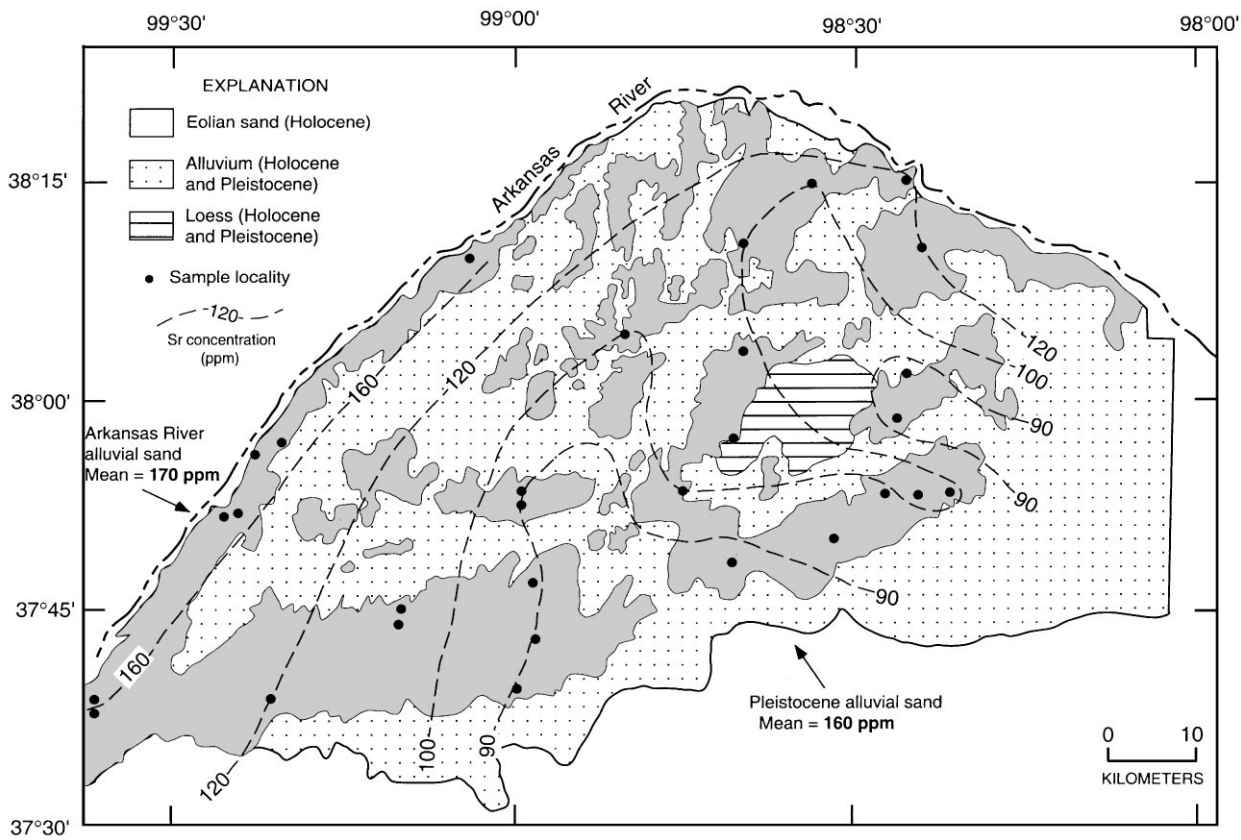 99°30'
99°00'
98°30'
98°00'
EXPLANATION
Eolian sand (Holocene)
Alluvium (Holocene
and Pleistocene)
Loess (Holocene
and Pleistocene)
Sample locality
-120-
Sr concentration
(ppm)
Arkansas River
38°15'
38°00'
37°45'
37°30'
Arkansas River
alluvial sand
Mean = 170 ppm
160
120
160
120
100
90
120
100
90
90
90
Pleistocene alluvial sand
Mean = 160 ppm
0 10
KILOMETERS